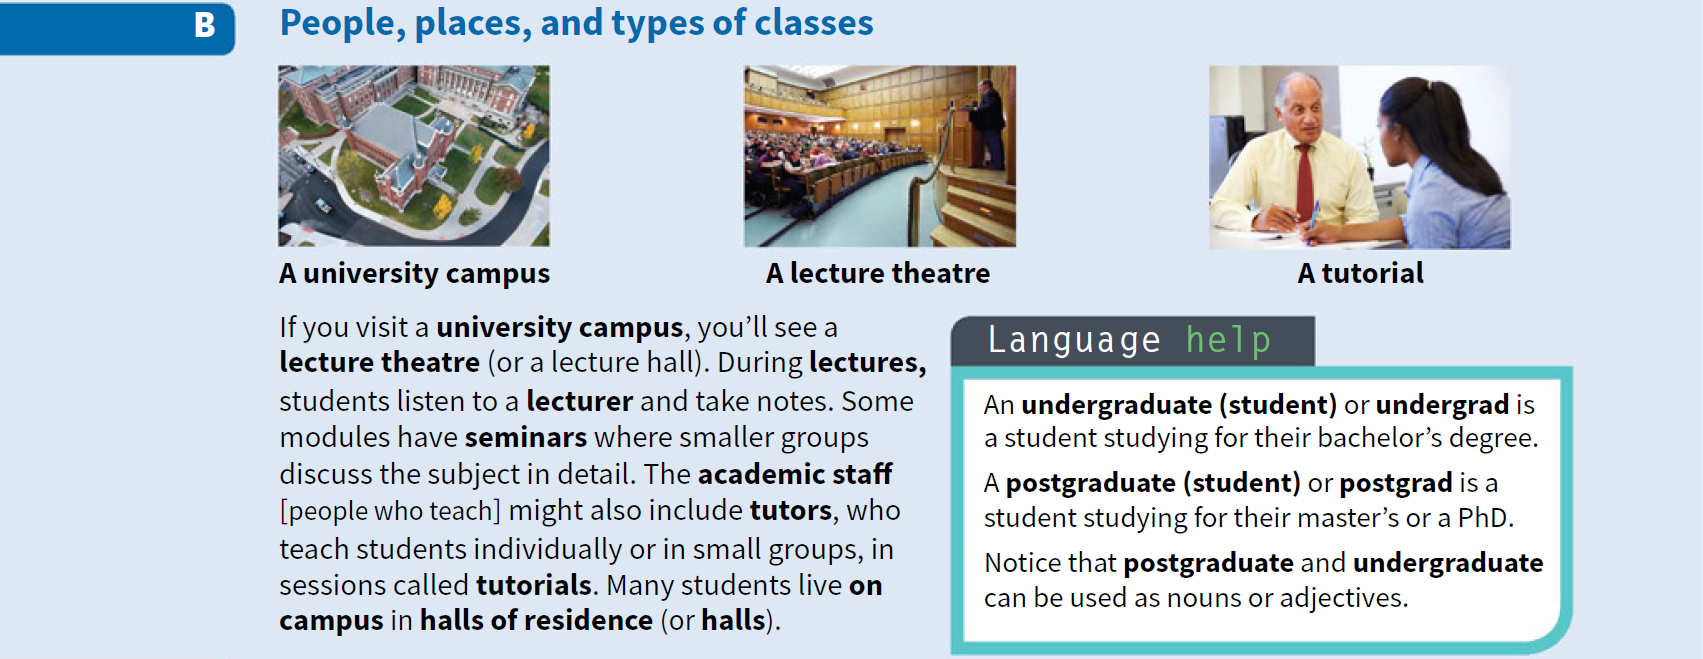 B
People, places, and types of classes
A university campus
A lecture theatre
A tutorial
If you visit a university campus, you'll see a
lecture theatre (or a lecture hall). During lectures,
students listen to a lecturer and take notes. Some
modules have seminars where smaller groups
discuss the subject in detail. The academic staff
[people who teach] might also include tutors, who
teach students individually or in small groups, in
sessions called tutorials. Many students live on
campus in halls of residence (or halls).
Language help
An undergraduate (student) or undergrad is
a student studying for their bachelor's degree.
A postgraduate (student) or postgrad is a
student studying for their master's or a PhD.
Notice that postgraduate and undergraduate
can be used as nouns or adjectives.